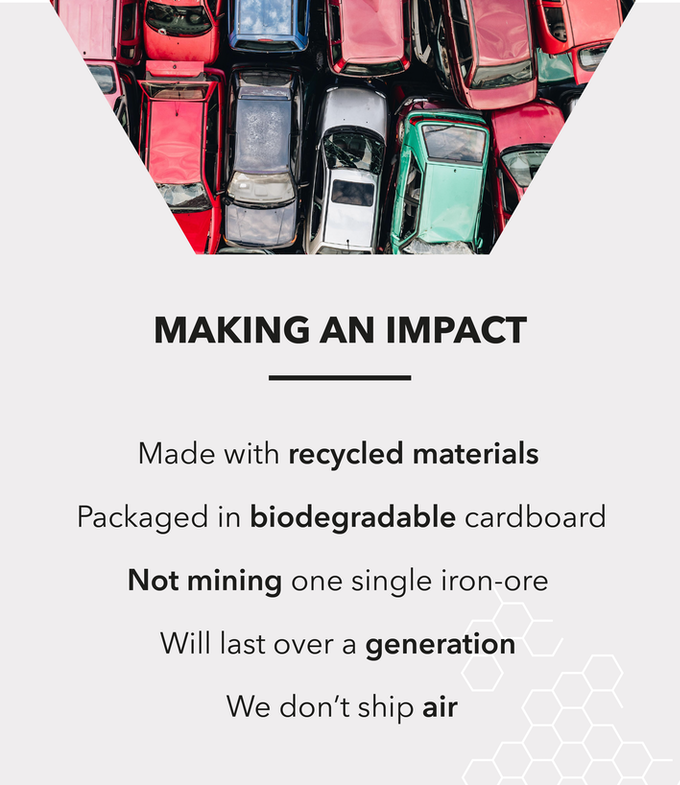 MAKING AN IMPACT
Made with recycled materials
Packaged in biodegradable cardboard
Not mining one single iron-ore
Will last over a generation
We don’t ship air